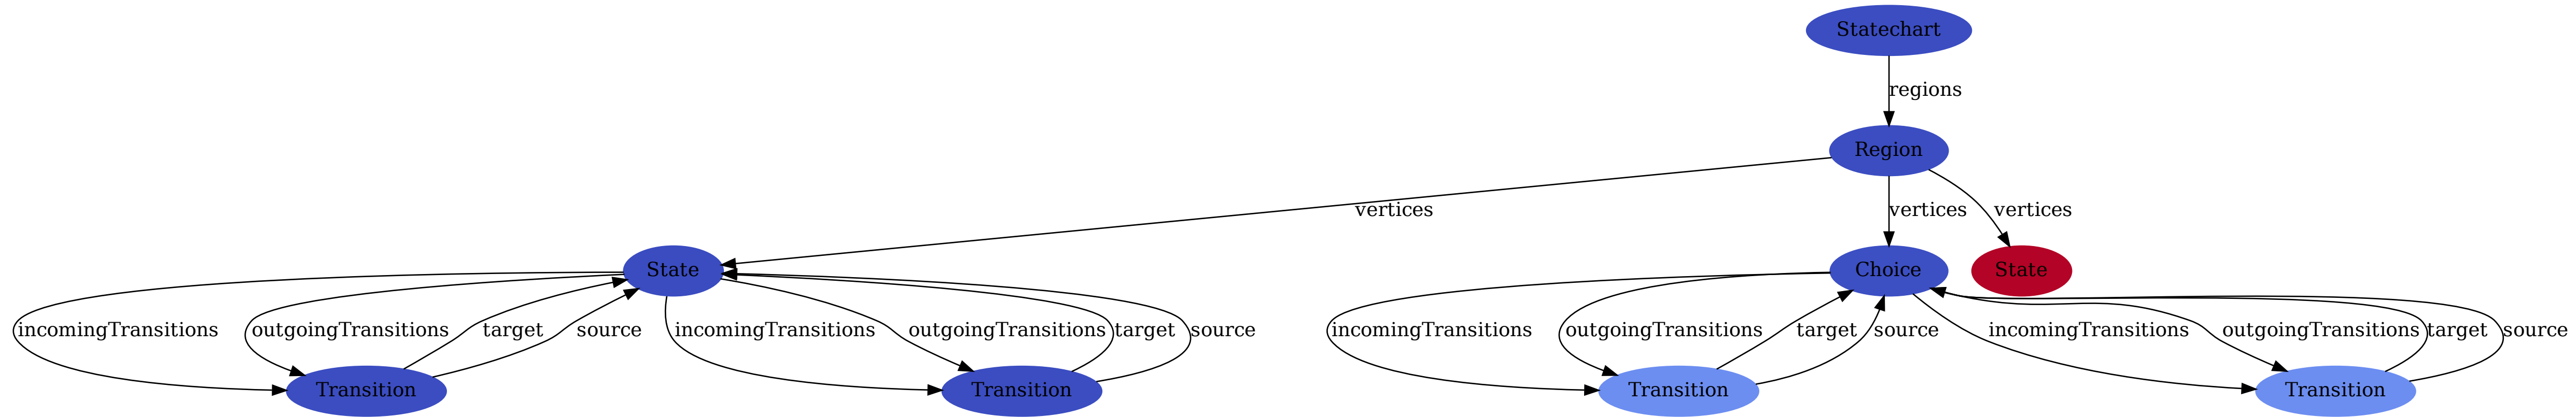 Statechart
regions
Region
vertices
vertices
vertices
State
Choice
State
incomingTransitions
outgoingTransitions
target
source
incomingTransitions
outgoingTransitions
target
source
incomingTransitions
outgoingTransitions
target
source
incomingTransitions
outgoingTransitions
target
source
Transition
Transition
Transition
Transition